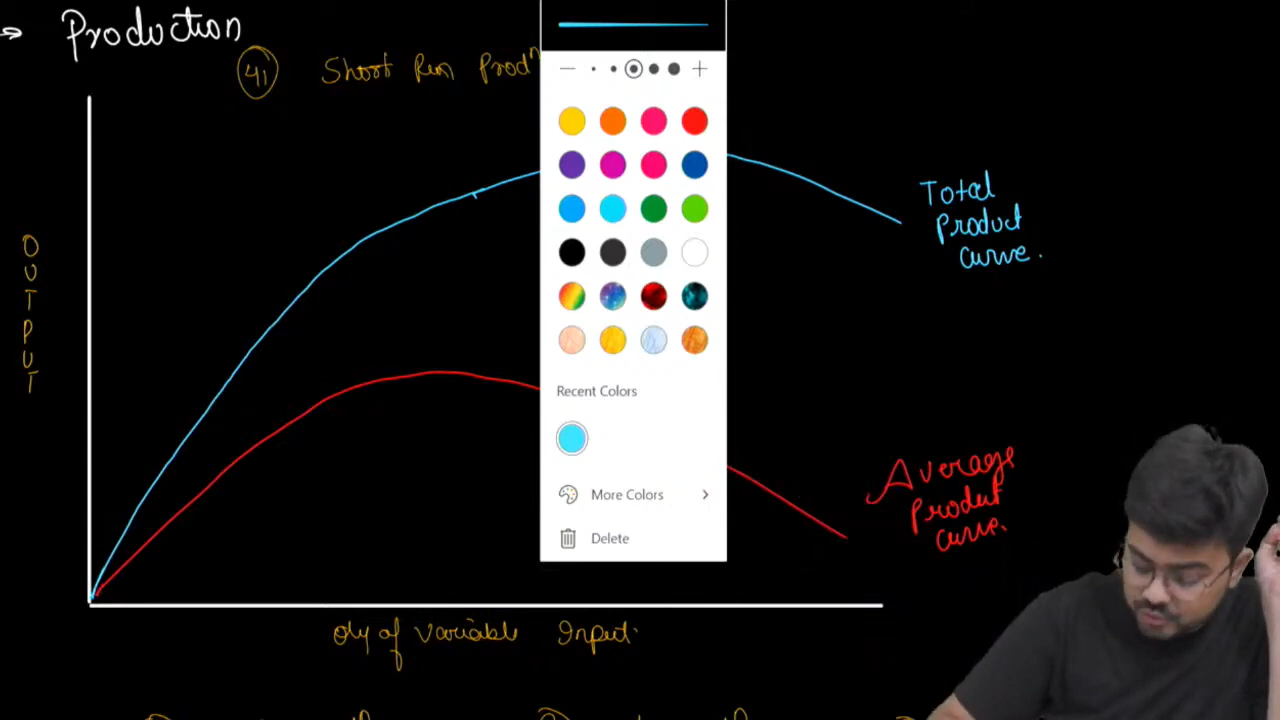 Production
41 Short Run Prodn
OUTPUT
Total
Product
curve.
Recent Colors
More Colors
Delete
Average
Product
curve.
Qty of Variable Input